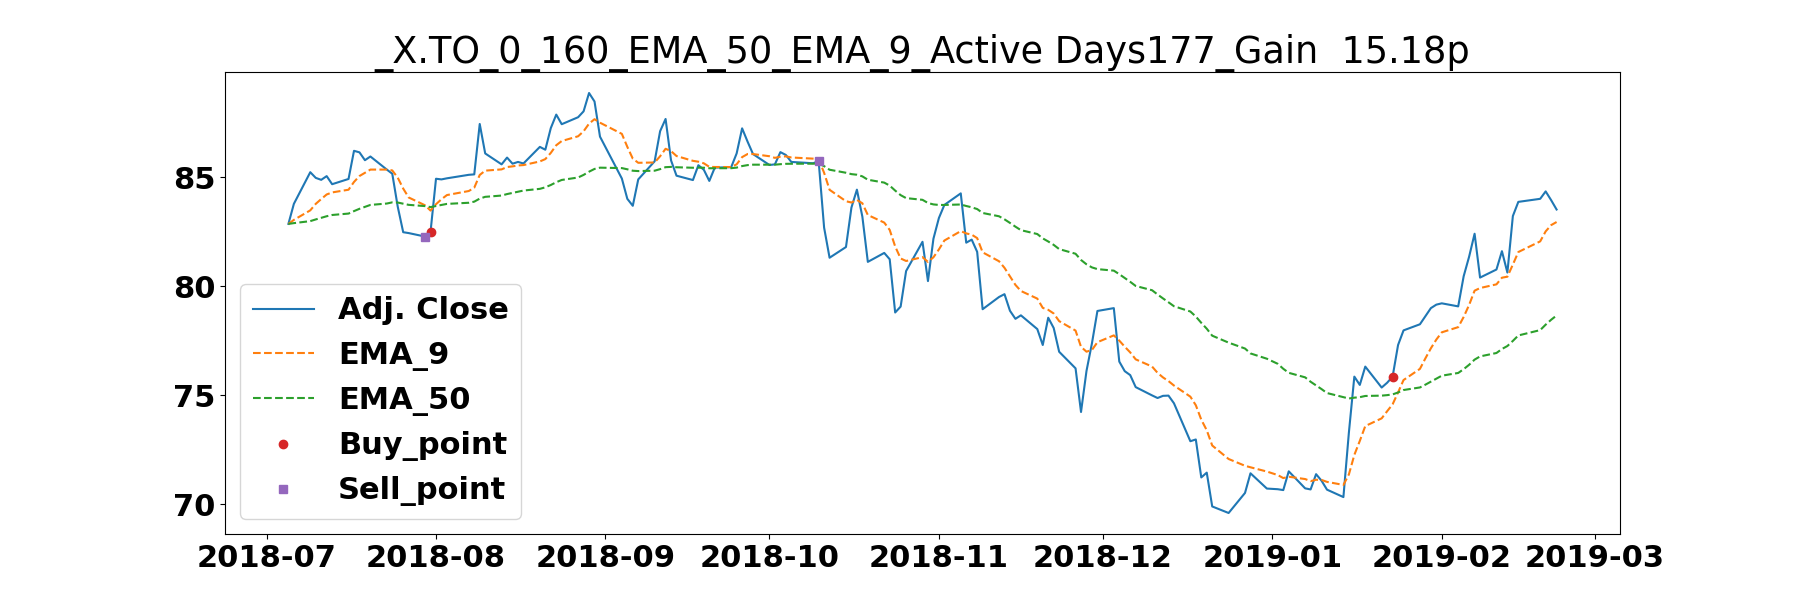 _X.TO_0_160_EMA_50_EMA_9_Active Days177_Gain  15.18p
85
80
75
70
Adj. Close
EMA_9
EMA_50
Buy_point
Sell_point
2018-07 2018-08 2018-09 2018-10 2018-11 2018-12 2019-01 2019-02 2019-03